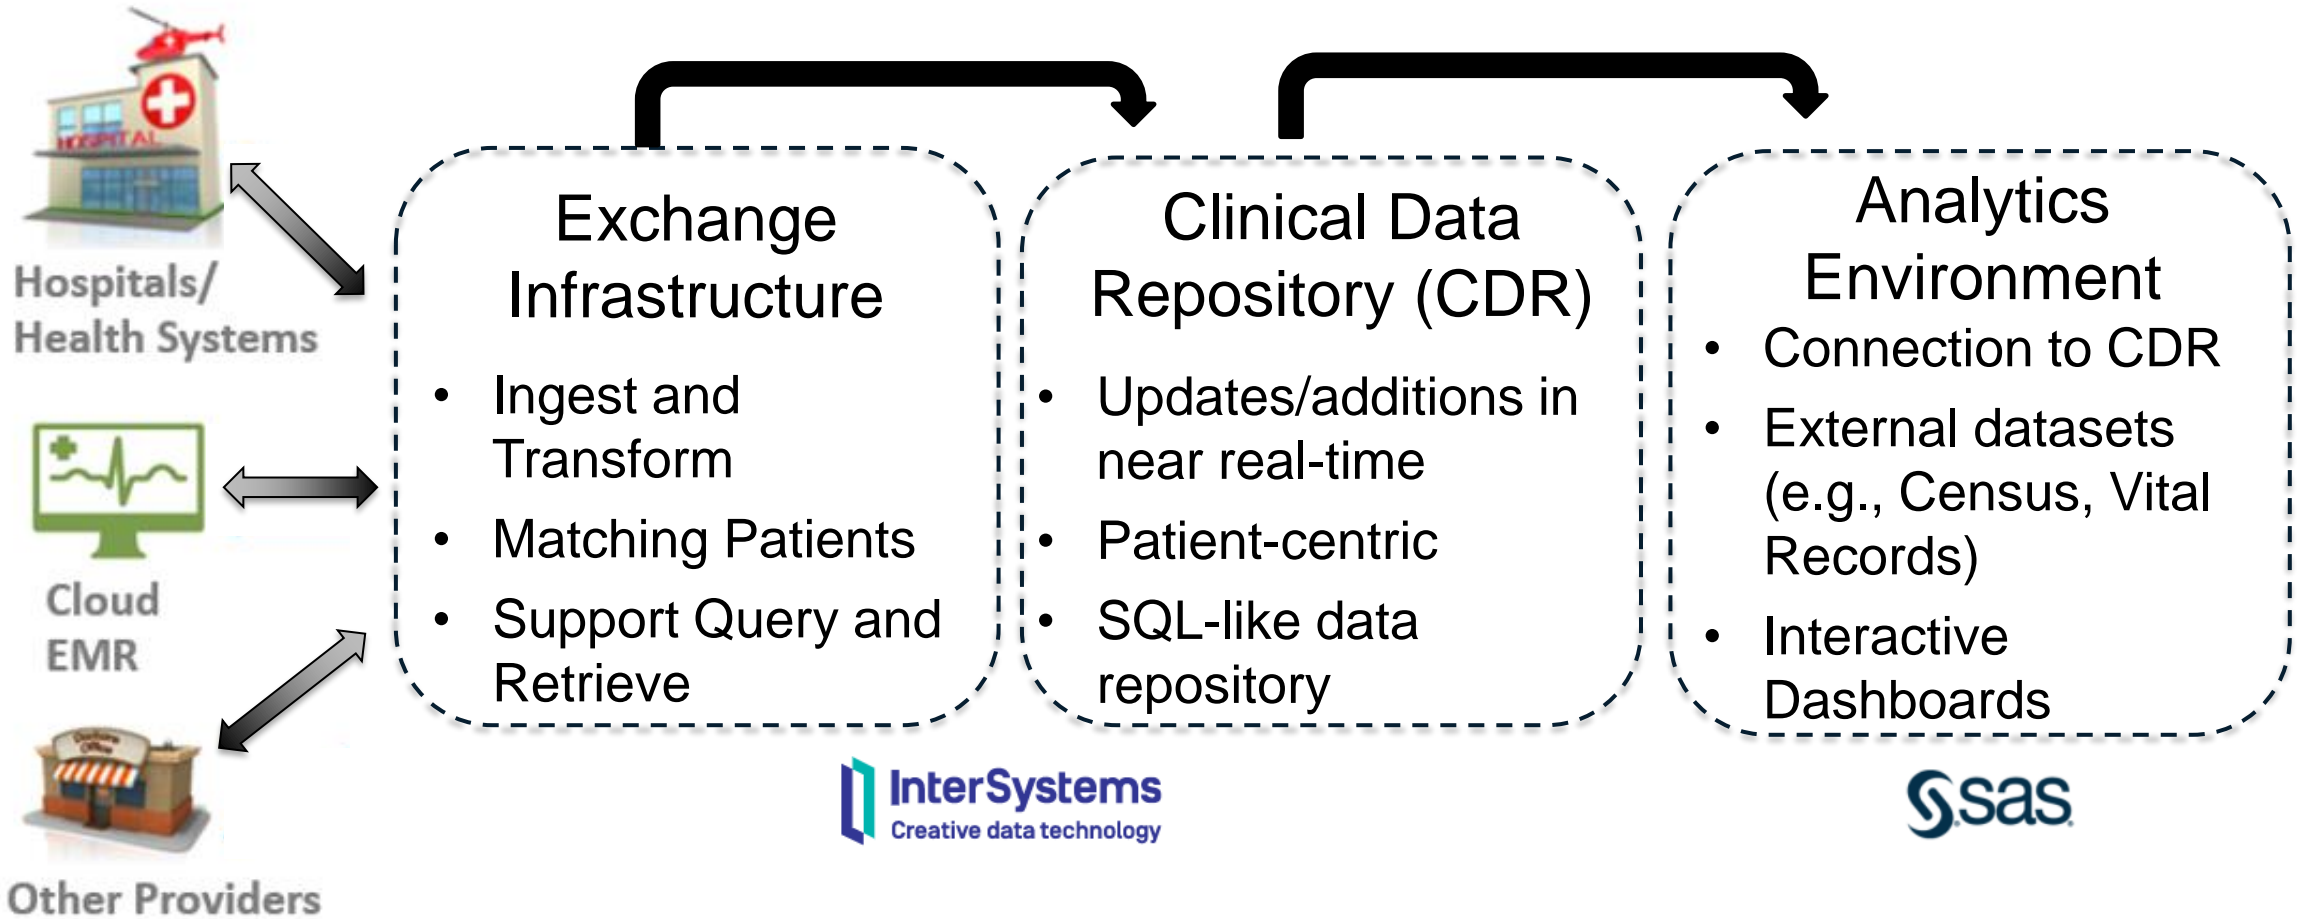 HOSPITAL
Hospitals/
Health Systems
Cloud
EMR
Other Providers
Exchange
Infrastructure
• Ingest and
Transform
• Matching Patients
• Support Query and
Retrieve
Clinical Data
Repository (CDR)
• Updates/additions in
near real-time
• Patient-centric
• SQL-like data
repository
InterSystems
Creative data technology
Analytics
Environment
• Connection to CDR
• External datasets
(e.g., Census, Vital
Records)
• Interactive
Dashboards
sas